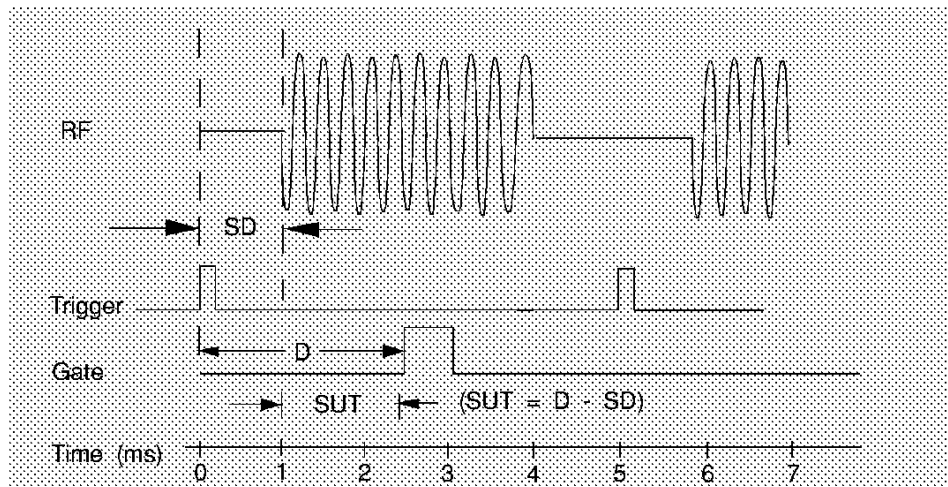 RF
SD
Trigger
D
Gate
SUT (SUT = D - SD)
Time (ms)
0 1 2 3 4 5 6 7